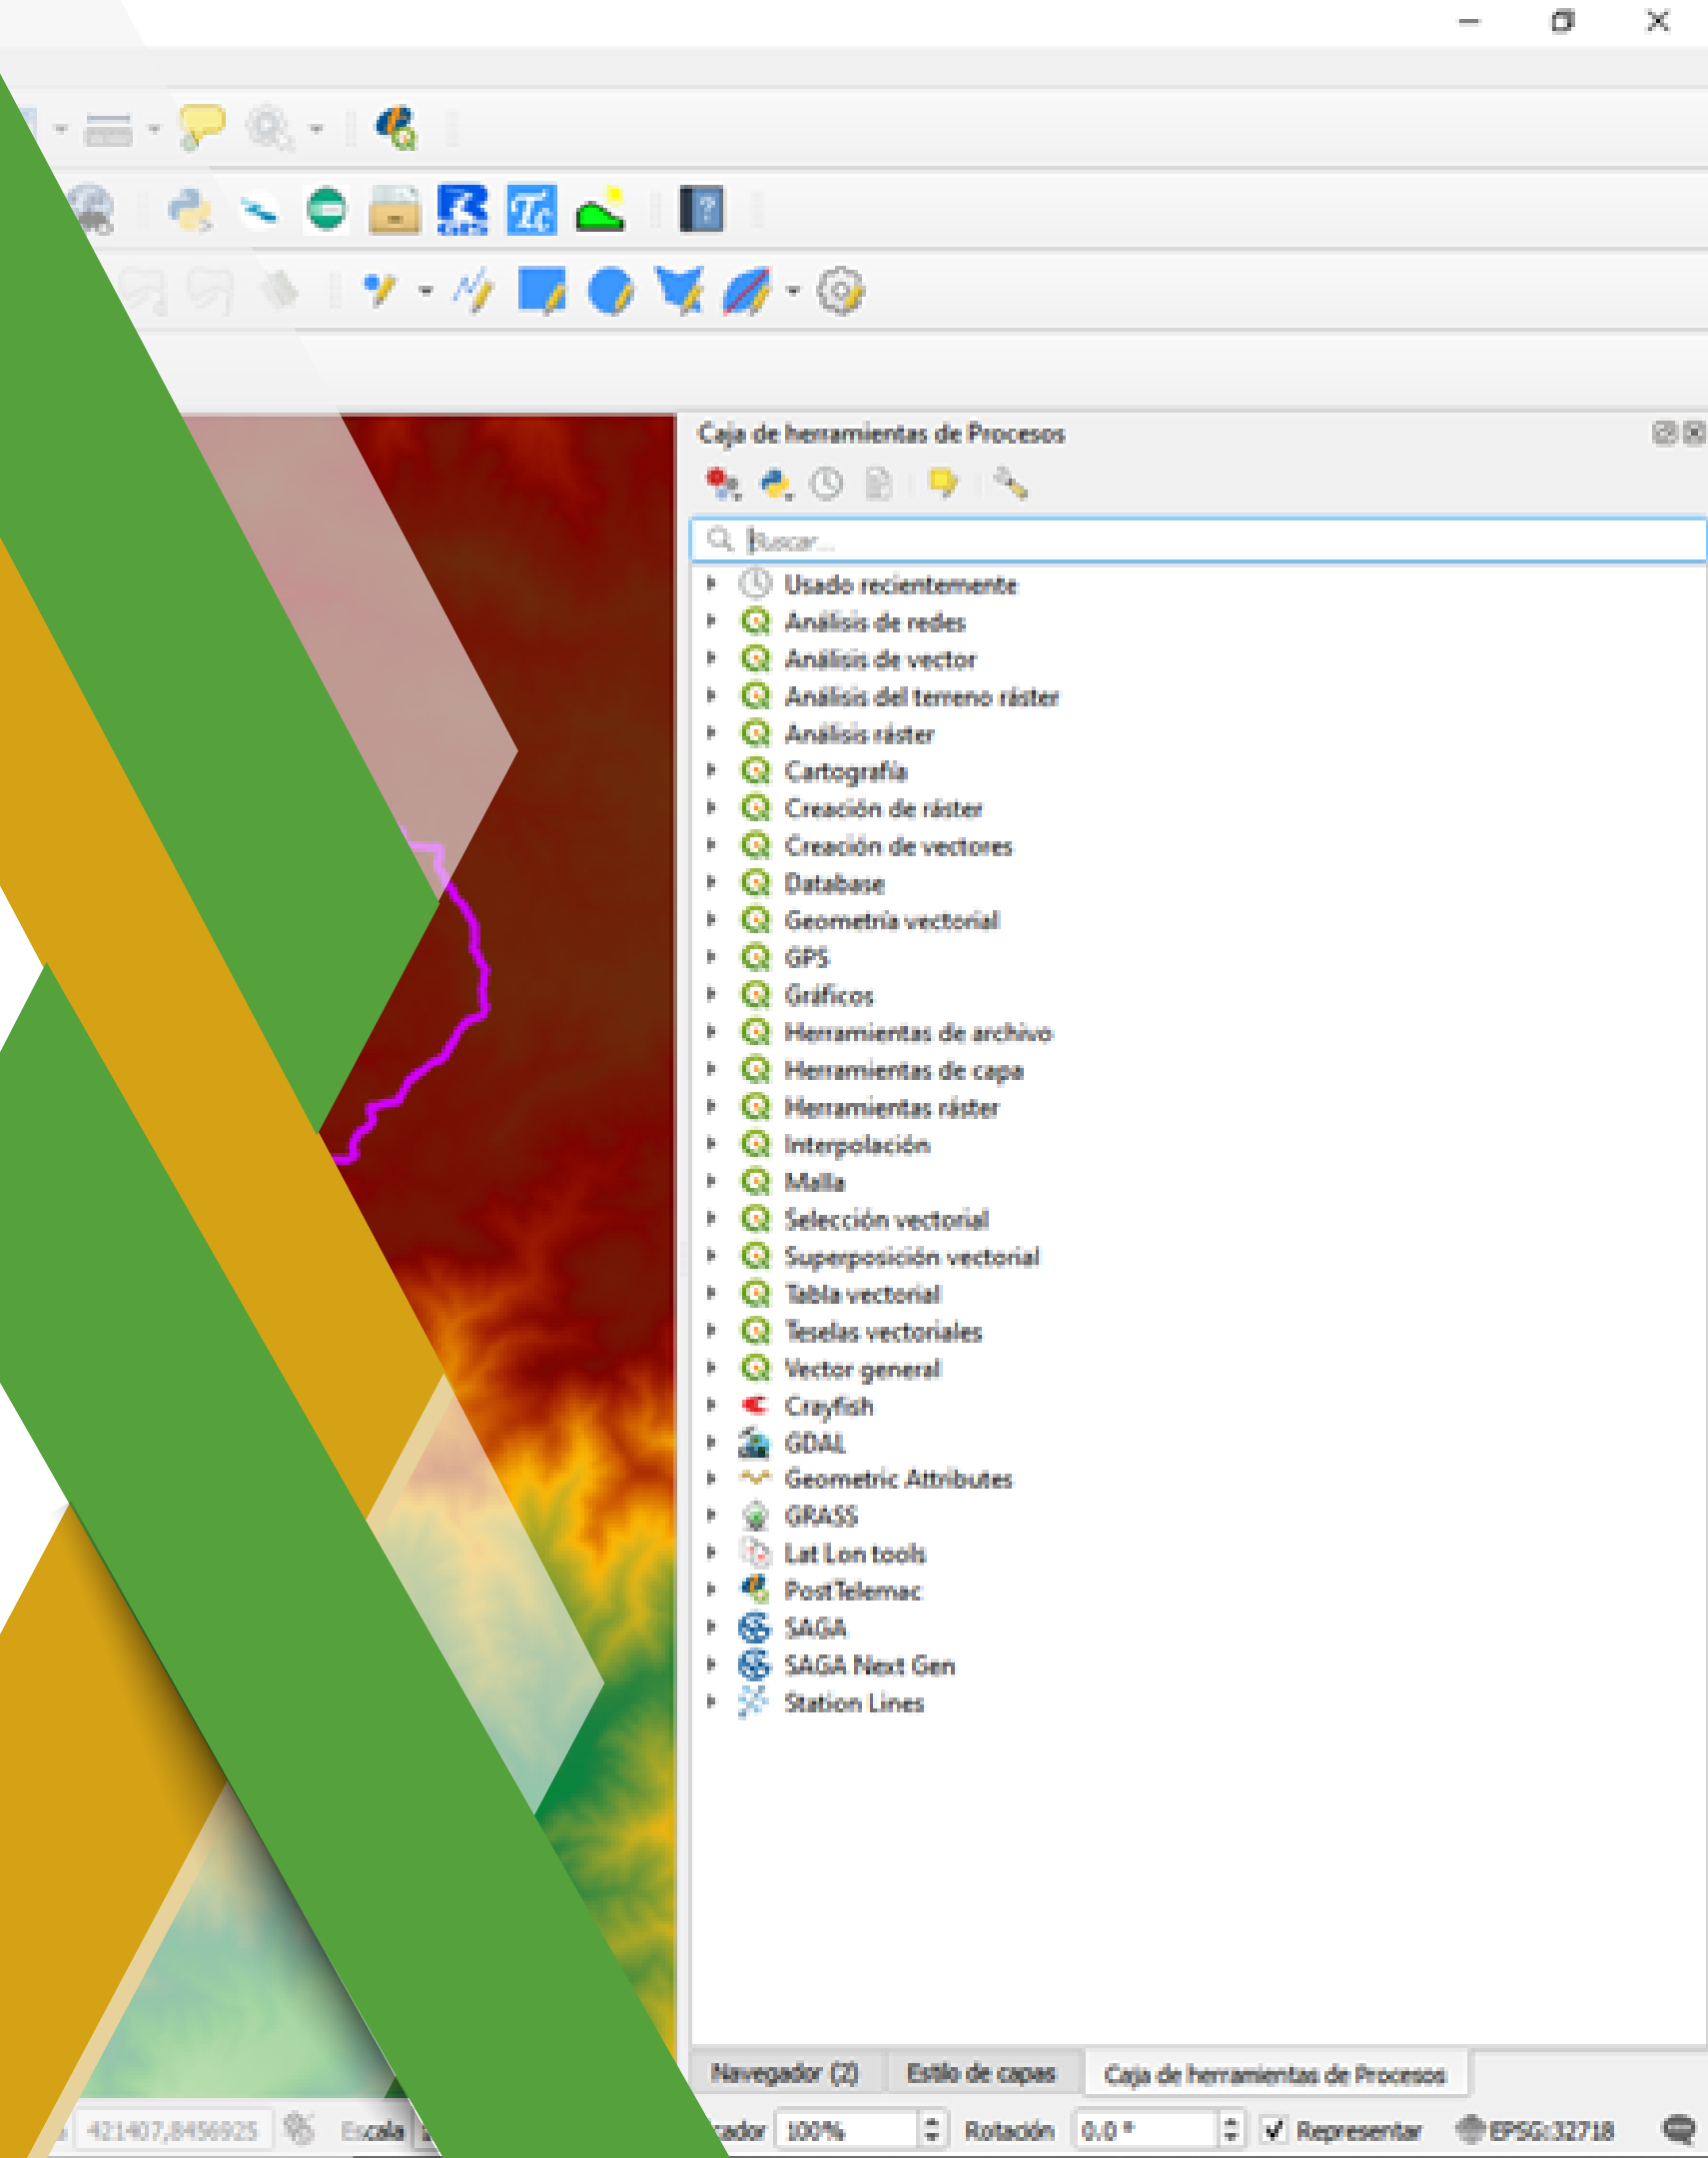 Caja de herramientas de Procesos
Buscar...
Usado recientemente
Análisis de redes
Análisis de vector
Análisis del terreno ráster
Análisis ráster
Cartografía
Creación de ráster
Creación de vectores
Database
Geometría vectorial
GPS
Gráficos
Herramientas de archivo
Herramientas de capa
Herramientas ráster
Interpolación
Malla
Selección vectorial
Superposición vectorial
Tabla vectorial
Teselas vectoriales
Vector general
Crayfish
GDAL
Geometric Attributes
GRASS
Lat Lon tools
PostTelemac
SAGA
SAGA Next Gen
Station Lines
Navegador (2) Estilo de capas Caja de herramientas de Procesos
421407,8456925 Escala cador 100% Rotación 0.0 ° Representar EPSG:32718